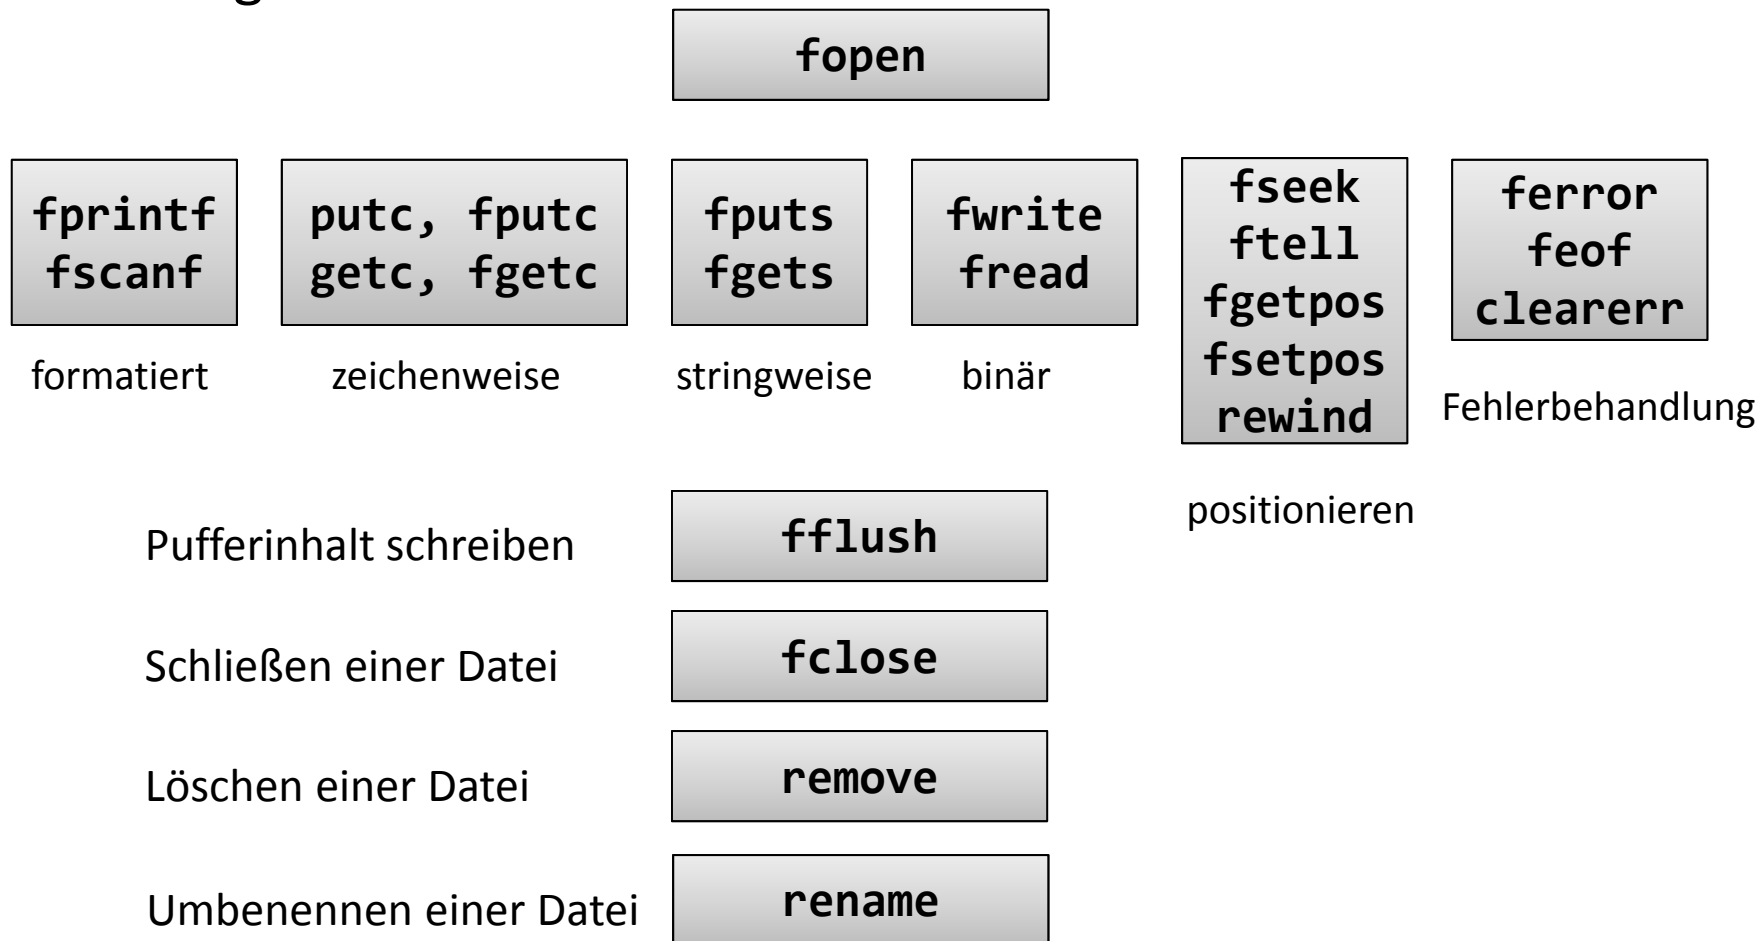 fopen
fprintf
fscanf
formatiert
putc, fputc
getc, fgetc
zeichenweise
fputs
fgets
stringweise
fwrite
fread
binär
fseek
ftell
fgetpos
fsetpos
rewind
positionieren
ferror
feof
clearerr
Fehlerbehandlung
Pufferinhalt schreiben
fflush
Schließen einer Datei
fclose
Löschen einer Datei
remove
Umbenennen einer Datei
rename